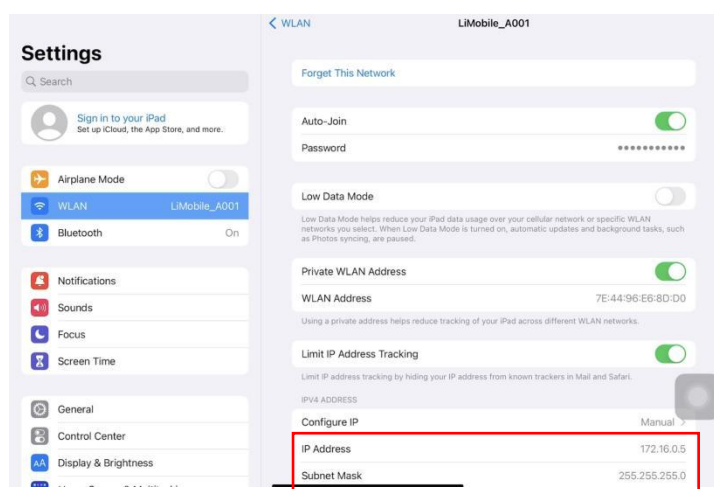 WLAN
LiMobile_A001
Settings
Search
Sign in to your iPad
Set up iCloud, the App Store, and more.
Airplane Mode
WLAN LiMobile_A001
Bluetooth On
Notifications
Sounds
Focus
Screen Time
General
Control Center
AA Display & Brightness
Forget This Network
Auto-Join
Password ●●●●●●●●●●●
Low Data Mode
Low Data Mode helps reduce your iPad data usage over your cellular network or specific WLAN
networks you select. When Low Data Mode is turned on, automatic updates and background tasks, such
as Photos syncing, are paused.
Private WLAN Address
WLAN Address 7E:44:96:E6:8D:D0
Using a private address helps reduce tracking of your iPad across different WLAN networks.
Limit IP Address Tracking
Limit IP address tracking by hiding your IP address from known trackers in Mail and Safari.
IPV4 ADDRESS
Configure IP Manual
IP Address 172.16.0.5
Subnet Mask 255.255.255.0